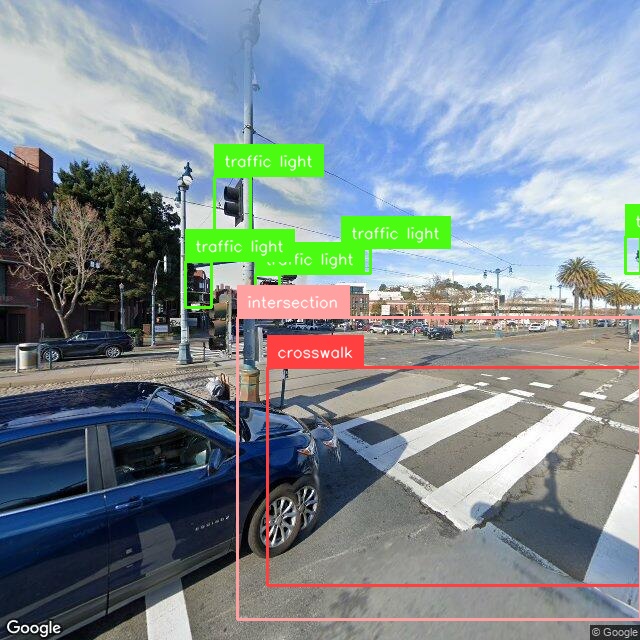 traffic light
t
traffic light
traffic light
traffic light
intersection
crosswalk
EQUINOX
Google
© Google